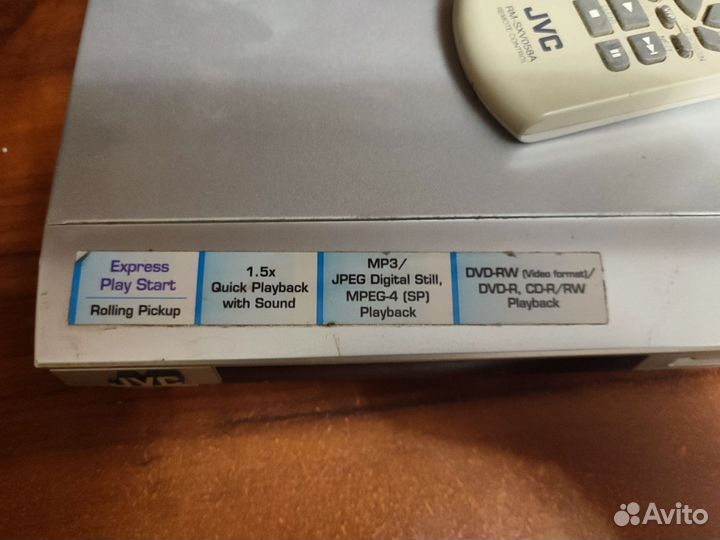 JVC
RM-SXV058A
REMOTE CONTROL
Express
Play Start
Rolling Pickup
1.5x
Quick Playback
with Sound
MP3/
JPEG Digital Still,
MPEG-4 (SP)
Playback
DVD-RW (Video format)/
DVD-R, CD-R/RW
Playback
JVC
Avito